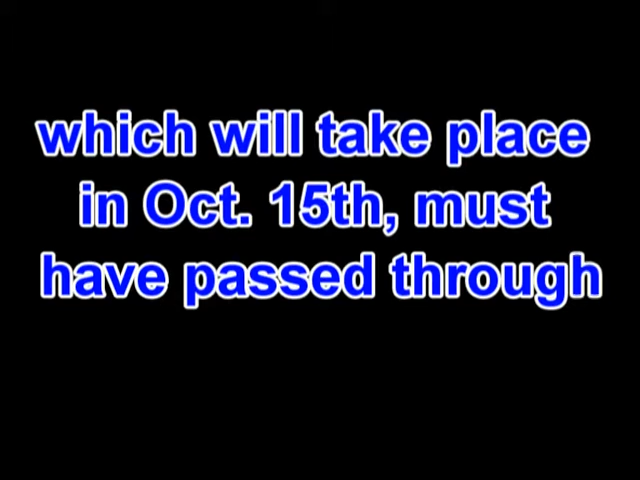 which will take place
in Oct. 15th, must
have passed through